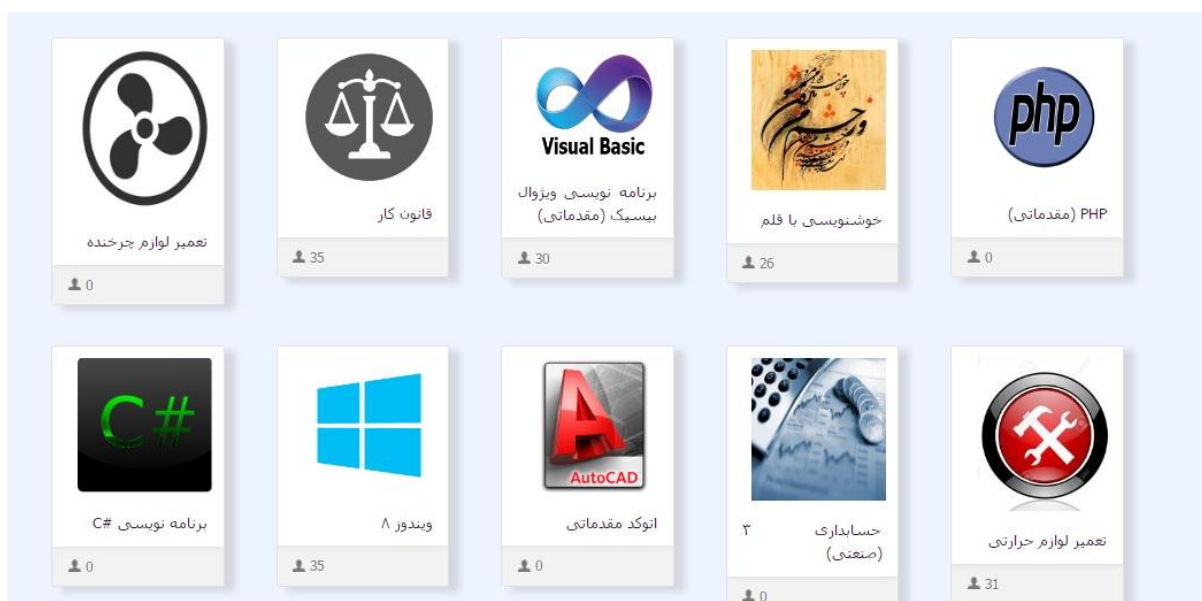 php
PHP (مقدماتی)
0
خوشنویسی با قلم
26
Visual Basic
برنامه نویسی ویژوال
بیسیک (مقدماتی)
30
قانون کار
35
تعمیر لوازم چرخنده
0
تعمیر لوازم حرارتی
31
حسابداری ۳
(صنعتی)
0
AutoCAD
اتوکد مقدماتی
0
ویندوز ۸
35
C#
برنامه نویسی C#
0